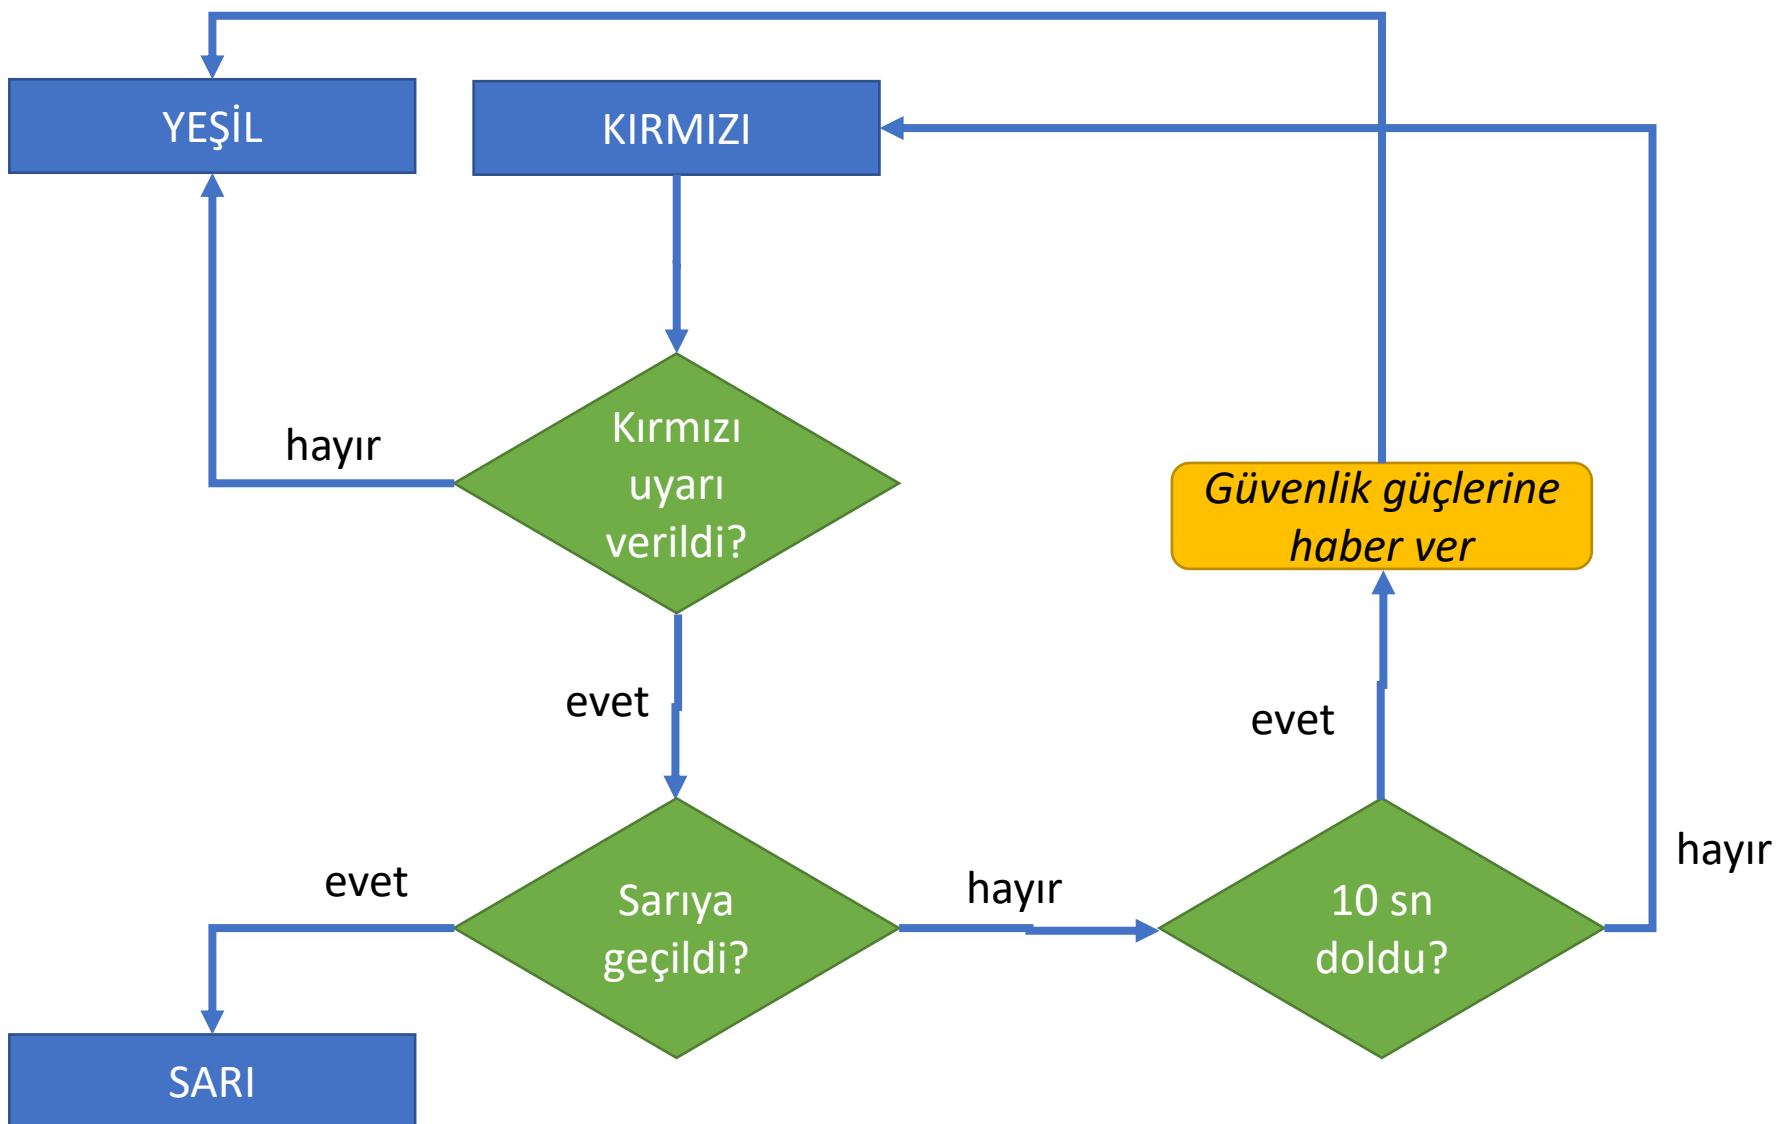 YEŞİL
KIRMIZI
Kırmızı
uyarı
verildi?
hayır
Güvenlik güçlerine
haber ver
evet
evet
hayır
evet
Sarıya
geçildi?
hayır
10 sn
doldu?
SARI